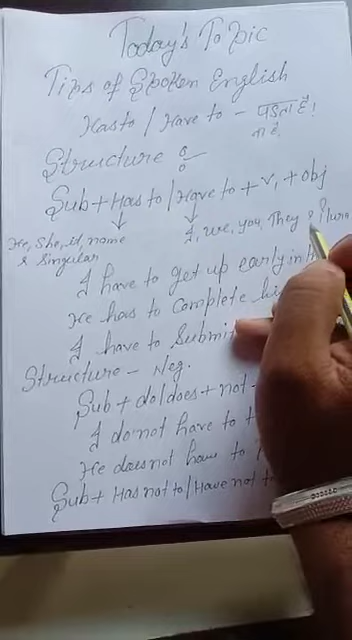 Today's Topic
Tips of Spoken English
Has to / Have to - पड़ता है।
ता है.
Structure :-
Sub + Has to / Have to + V₁ + obj
He, She, it, name & Singular
I, we, you, They &
I have to get up early in
He has to complete
I have to Submit
Structure - Neg.
Sub + do/does + not -
I do not have to
He does not have to
Sub + Has not to / Have not